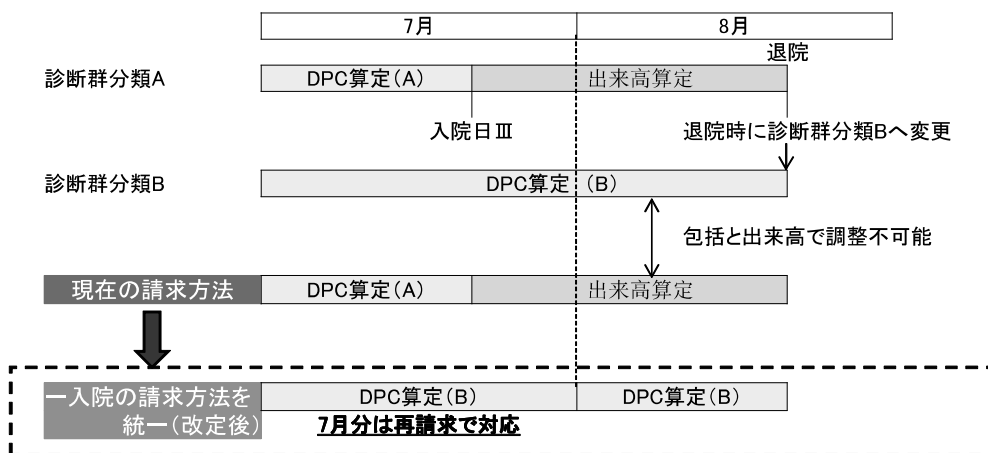 7月 8月
退院
診断群分類A DPC算定(A) 出来高算定
入院日Ⅲ 退院時に診断群分類Bへ変更
診断群分類B DPC算定 (B)
包括と出来高で調整不可能
現在の請求方法 DPC算定(A) 出来高算定
一入院の請求方法を DPC算定(B) DPC算定(B)
統一(改定後) 7月分は再請求で対応